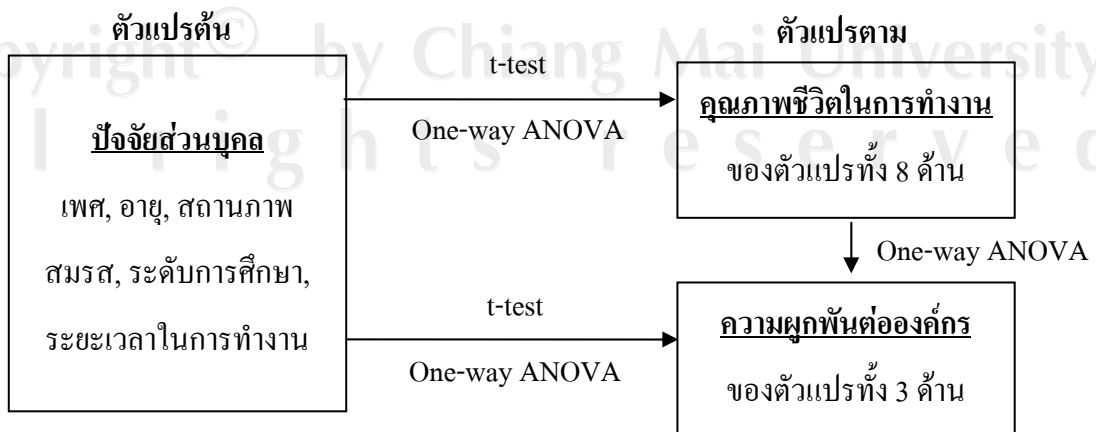 ตัวแปรต้น
ตัวแปรตาม
Copyright© by Chiang Mai University
All rights reserved
ปัจจัยส่วนบุคล
เพศ, อายุ, สถานภาพ
สมรส, ระดับการศึกษา,
ระยะเวลาในการทำงาน
t-test
One-way ANOVA
คุณภาพชีวิตในการทำงาน
ของตัวแปรทั้ง 8 ด้าน
One-way ANOVA
t-test
One-way ANOVA
ความผูกพันต่อองค์กร
ของตัวแปรทั้ง 3 ด้าน